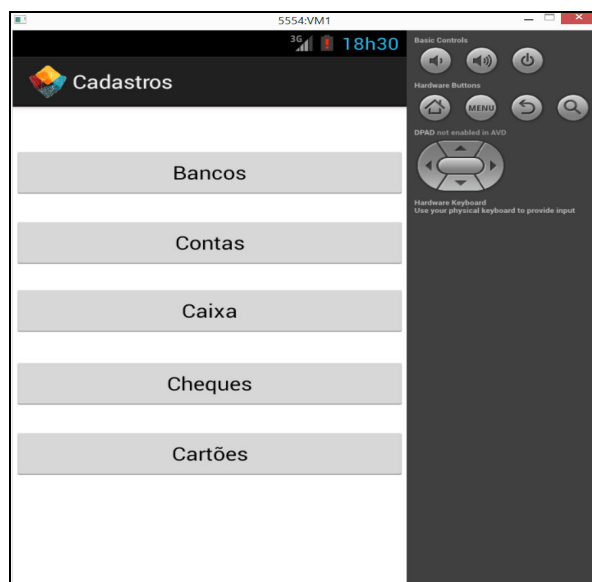 5554:VM1
3G 18h30
Cadastros
Bancos
Contas
Caixa
Cheques
Cartões
Basic Controls
Hardware Buttons
MENU
DPAD not enabled in AVD
Hardware Keyboard
Use your physical keyboard to provide input